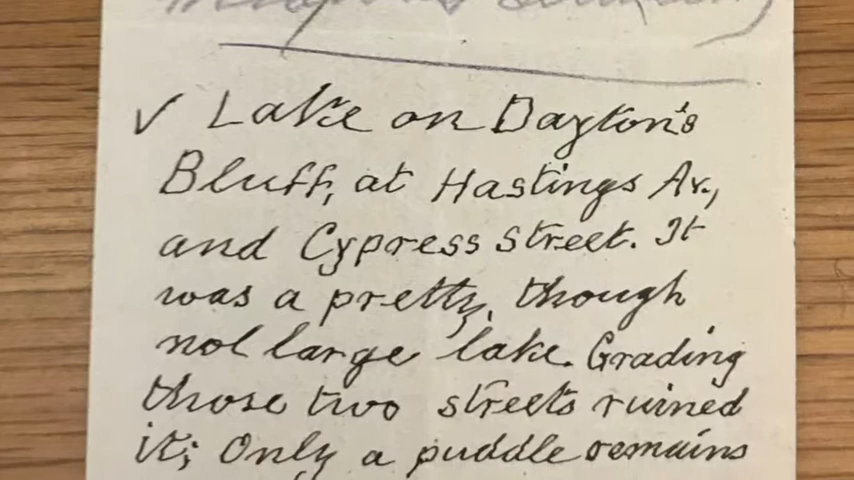 ✓ Lake on Dayton's
Bluff, at Hastings Av.,
and Cypress Street. It
was a pretty, though
not large lake. Grading
those two streets ruined
it; Only a puddle remains